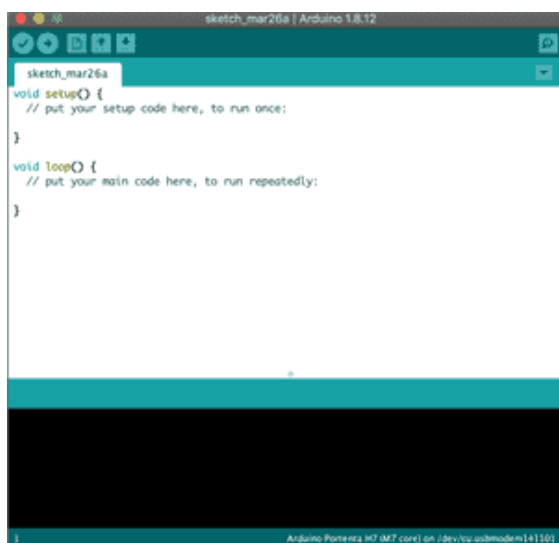 sketch_mar26a | Arduino 1.8.12
sketch_mar26a
void setup() {
// put your setup code here, to run once:
}
void loop() {
// put your main code here, to run repeatedly:
}
1
Arduino Portenta H7 (M7 core) on /dev/cu.usbmodem141101